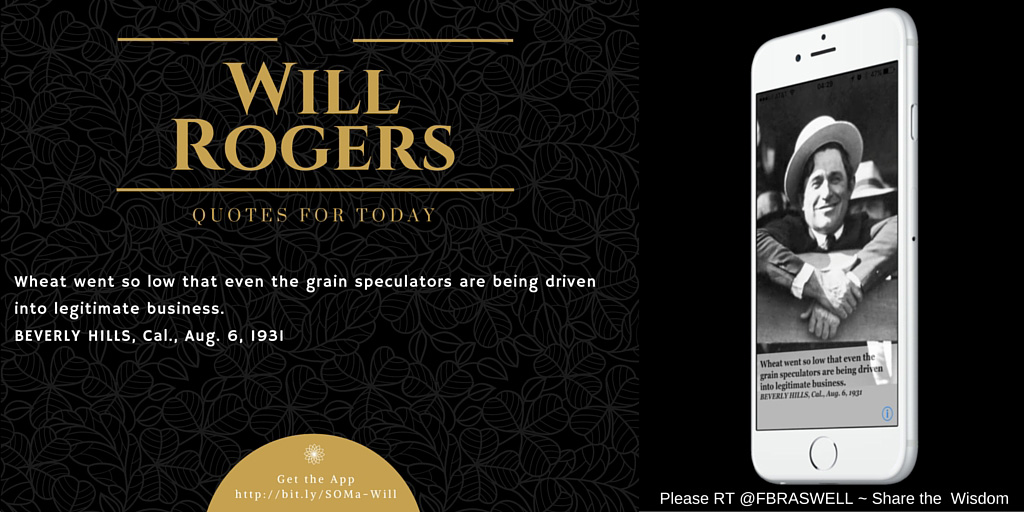 WILL
ROGERS
QUOTES FOR TODAY
Wheat went so low that even the grain speculators are being driven
into legitimate business.
BEVERLY HILLS, Cal., Aug. 6, 1931
Get the App
http://bit.ly/SOMa-Will
47%
Wheat went so low that even the
grain speculators are being driven
into legitimate business.
BEVERLY HILLS, Cal., Aug. 6, 1931
Please RT @FBRASWELL ~ Share the Wisdom